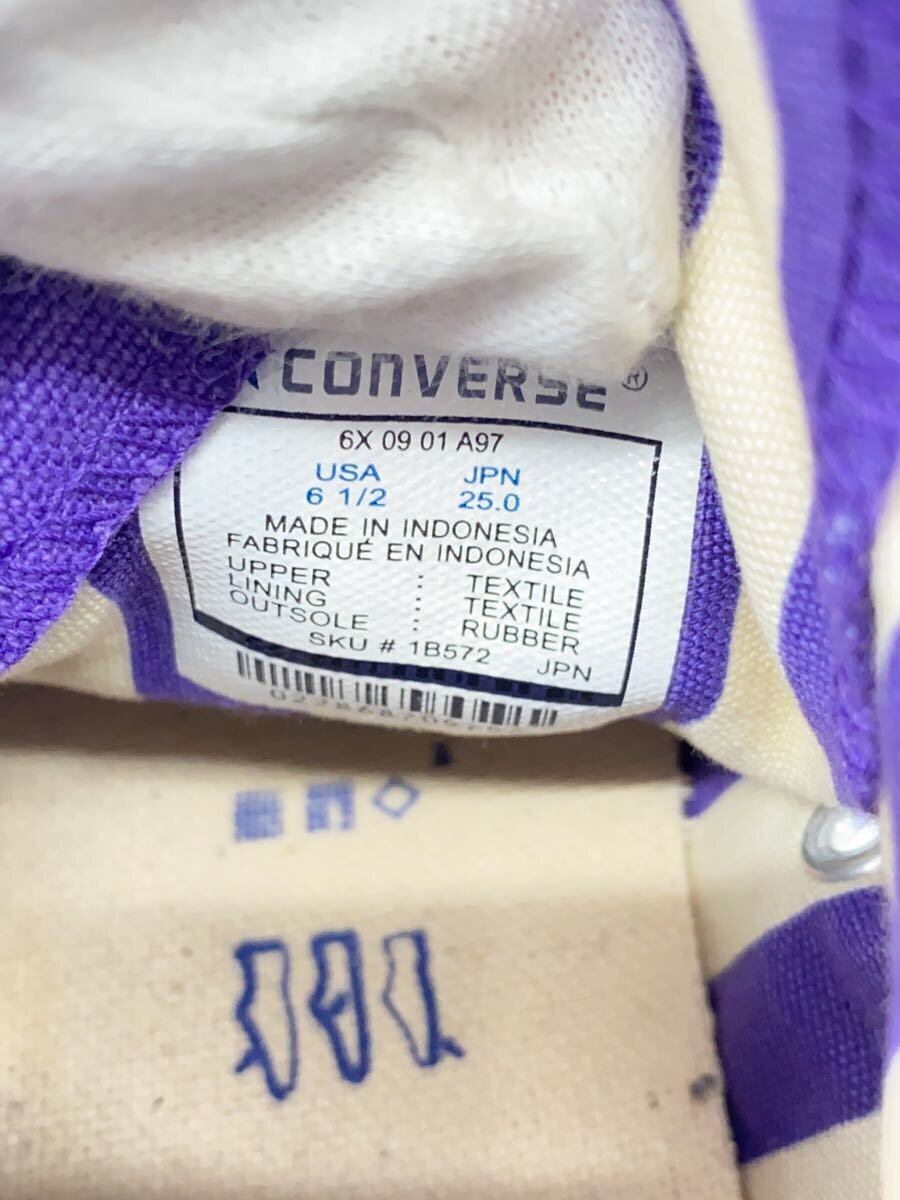 CONVERSE®
6X 09 01 A97
USA JPN
6 1/2 25.0
MADE IN INDONESIA
FABRIQUÉ EN INDONESIA
UPPER : TEXTILE
LINING : TEXTILE
OUTSOLE : RUBBER
SKU # 1B572 JPN